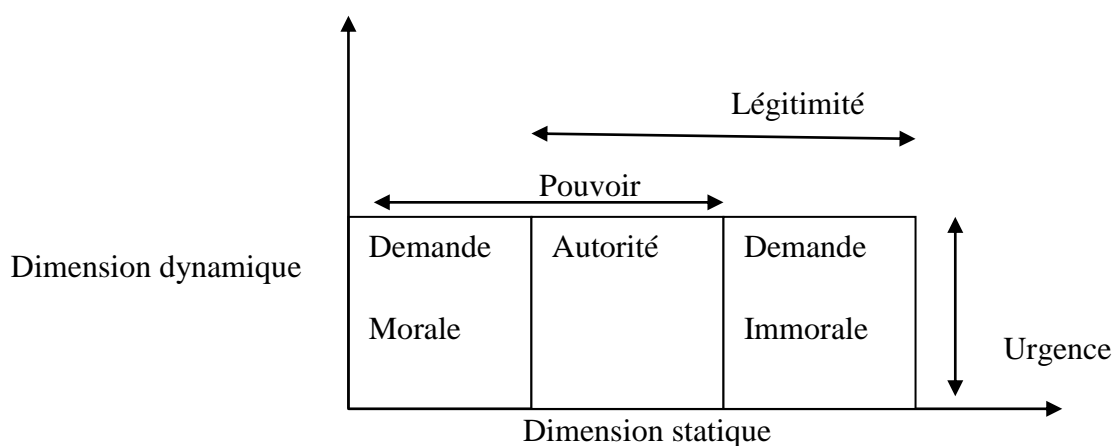 Légitimité
Pouvoir
Demande
Morale
Autorité
Demande
Immorale
Dimension dynamique
Urgence
Dimension statique